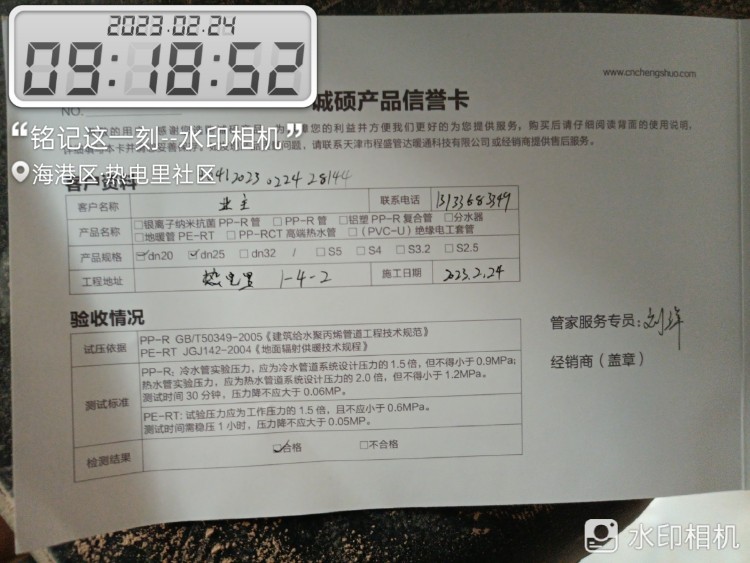 2023.02.24
09:18:52
www.cnchengshuo.com
诚硕产品信誉卡
NO.
“铭记这一刻-水印相机”
您的利益并方便我们更好的为您提供服务，购买后请仔细阅读背面的使用说明，
问题，请联系天津市程盛管达暖通科技有限公司或经销商提供售后服务。
海港区·热电里社区
客户资料
客户名称 业主 联系电话
产品名称 □银离子纳米抗菌 PP-R 管 □PP-R 管 □铝塑 PP-R 复合管 □分水器
□地暖管 PE-RT □PP-RCT 高端热水管 □(PVC-U) 绝缘电工套管
产品规格 ☑dn20 ☑dn25 □dn32 / □S5 □S4 □S3.2 □S2.5
工程地址 热电里 1-4-2 施工日期 2023.2.24
验收情况
管家服务专员：
试压依据 PP-R GB/T50349-2005《建筑给水聚丙烯管道工程技术规范》
PE-RT JGJ142-2004《地面辐射供暖技术规程》
经销商（盖章）
测试标准 PP-R：冷水管实验压力，应为冷水管道系统设计压力的 1.5 倍，但不得小于 0.9MPa；
热水管实验压力，应为热水管道系统设计压力的 2.0 倍，但不得小于 1.2MPa。
测试时间 30 分钟，压力降不应大于 0.06MP。
PE-RT：试验压力应为工作压力的 1.5 倍，且不应小于 0.6MPa。
测试时间需稳压 1 小时，压力降不应大于 0.05MP。
检测结果 ☑合格 □不合格
水印相机